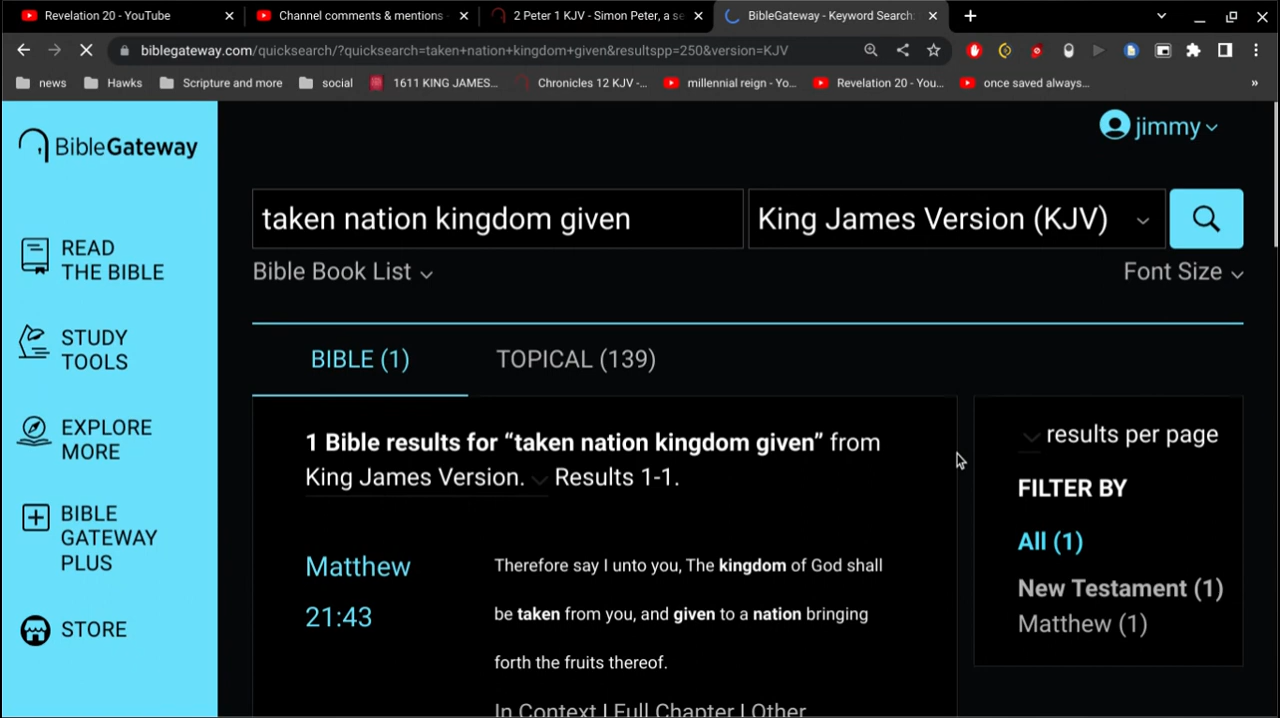 Revelation 20 - YouTube
Channel comments & mentions -
2 Peter 1 KJV - Simon Peter, a se
BibleGateway - Keyword Search:
biblegateway.com/quicksearch/?quicksearch=taken+nation+kingdom+given&resultspp=250&version=KJV
news
Hawks
Scripture and more
social
1611 KING JAMES...
Chronicles 12 KJV -...
millennial reign - Yo...
Revelation 20 - You...
once saved always...
»
BibleGateway
jimmy
taken nation kingdom given
King James Version (KJV)
Bible Book List
Font Size
READ
THE BIBLE
STUDY
TOOLS
EXPLORE
MORE
BIBLE
GATEWAY
PLUS
STORE
BIBLE (1)
TOPICAL (139)
1 Bible results for “taken nation kingdom given” from
King James Version. Results 1-1.
Matthew
21:43
Therefore say I unto you, The kingdom of God shall
be taken from you, and given to a nation bringing
forth the fruits thereof.
In Context | Full Chapter | Other
results per page
FILTER BY
All (1)
New Testament (1)
Matthew (1)